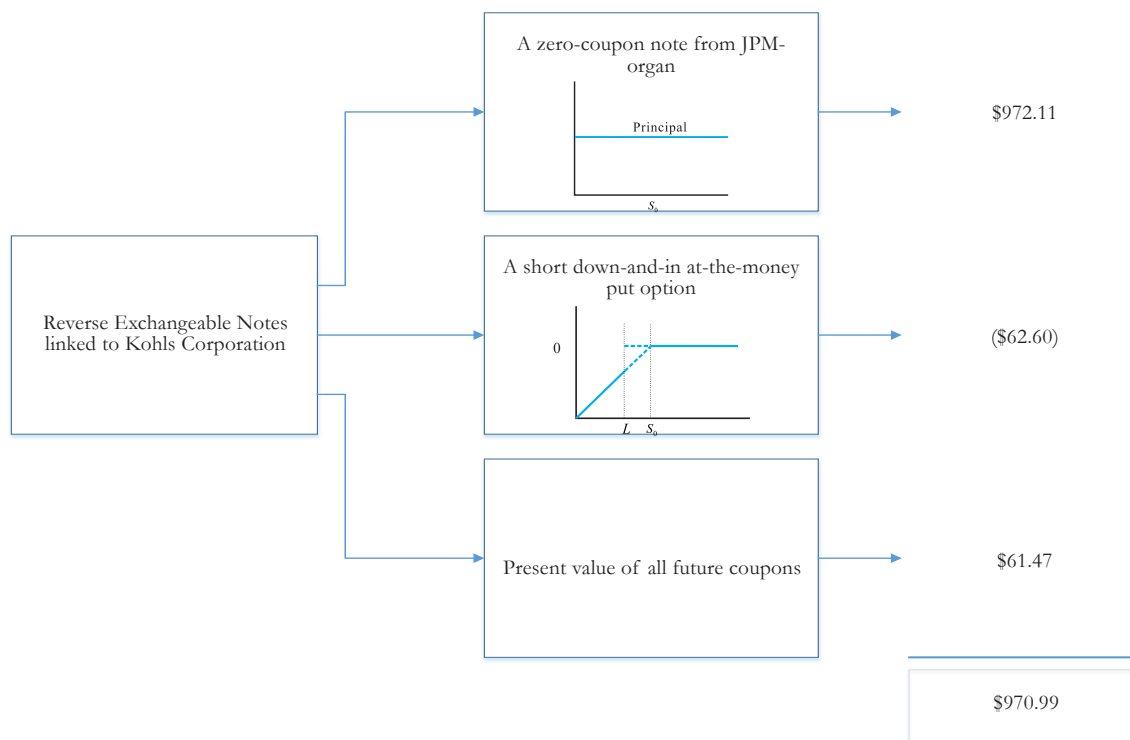 A zero-coupon note from JPM-
organ
Principal
S₀
$972.11
Reverse Exchangeable Notes
linked to Kohls Corporation
A short down-and-in at-the-money
put option
0
L S₀
($62.60)
Present value of all future coupons
$61.47
$970.99